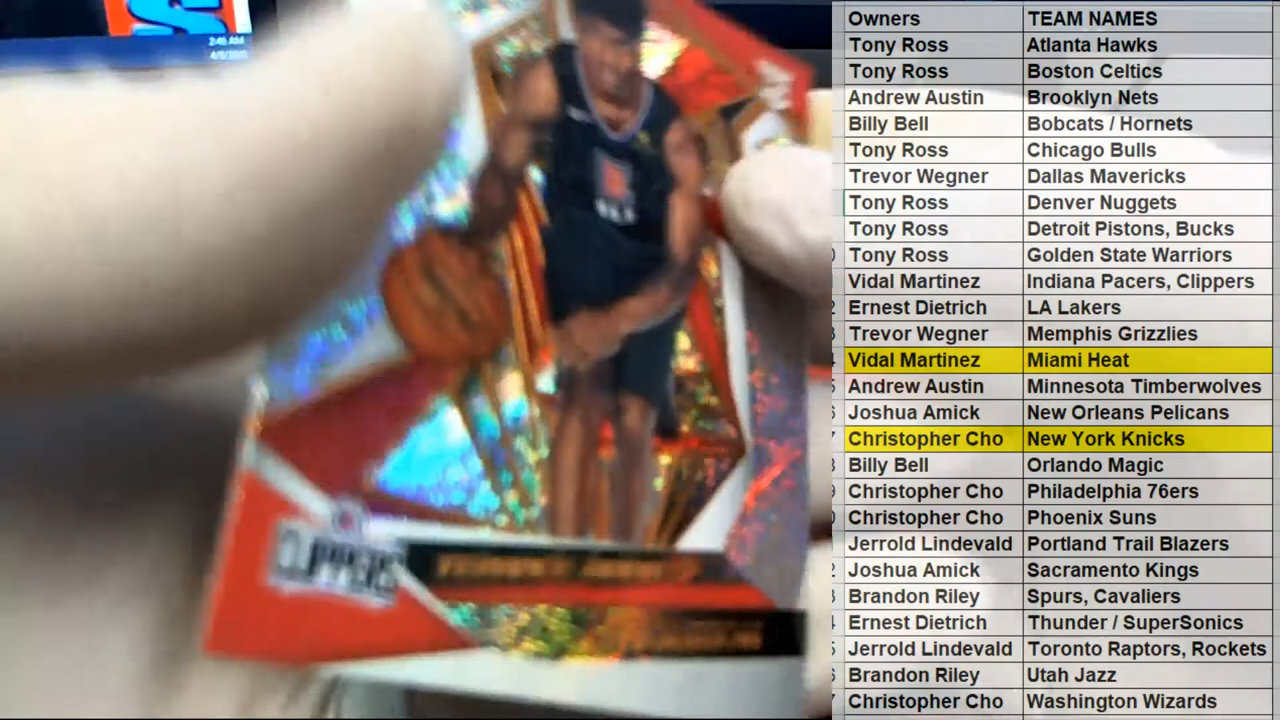 2:46 AM
CLIPPERS
Owners TEAM NAMES
Tony Ross Atlanta Hawks
Tony Ross Boston Celtics
Andrew Austin Brooklyn Nets
Billy Bell Bobcats / Hornets
Tony Ross Chicago Bulls
Trevor Wegner Dallas Mavericks
Tony Ross Denver Nuggets
Tony Ross Detroit Pistons, Bucks
Tony Ross Golden State Warriors
Vidal Martinez Indiana Pacers, Clippers
Ernest Dietrich LA Lakers
Trevor Wegner Memphis Grizzlies
Vidal Martinez Miami Heat
Andrew Austin Minnesota Timberwolves
Joshua Amick New Orleans Pelicans
Christopher Cho New York Knicks
Billy Bell Orlando Magic
Christopher Cho Philadelphia 76ers
Christopher Cho Phoenix Suns
Jerrold Lindevald Portland Trail Blazers
Joshua Amick Sacramento Kings
Brandon Riley Spurs, Cavaliers
Ernest Dietrich Thunder / SuperSonics
Jerrold Lindevald Toronto Raptors, Rockets
Brandon Riley Utah Jazz
Christopher Cho Washington Wizards